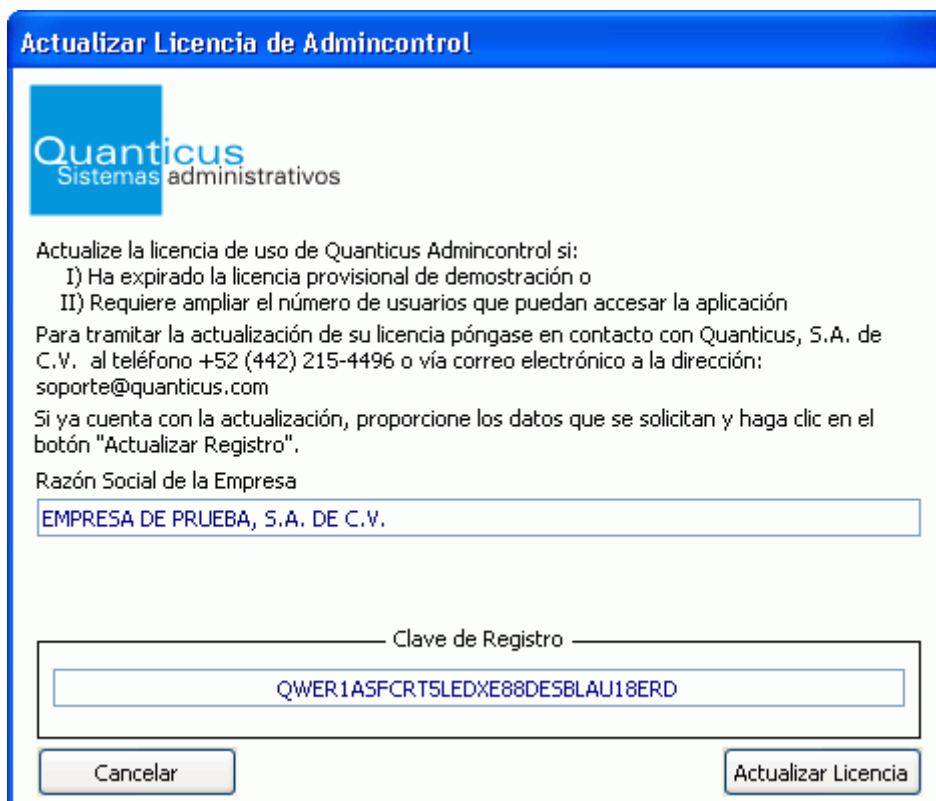 Actualizar Licencia de Admincontrol
Quanticus
Sistemas administrativos
Actualize la licencia de uso de Quanticus Admincontrol si:
I) Ha expirado la licencia provisional de demostración o
II) Requiere ampliar el número de usuarios que puedan accesar la aplicación
Para tramitar la actualización de su licencia póngase en contacto con Quanticus, S.A. de
C.V. al teléfono +52 (442) 215-4496 o vía correo electrónico a la dirección:
soporte@quanticus.com
Si ya cuenta con la actualización, proporcione los datos que se solicitan y haga clic en el
botón "Actualizar Registro".
Razón Social de la Empresa
EMPRESA DE PRUEBA, S.A. DE C.V.
Clave de Registro
QWER1ASFCRT5LEDXE88DESBLAU18ERD
Cancelar
Actualizar Licencia